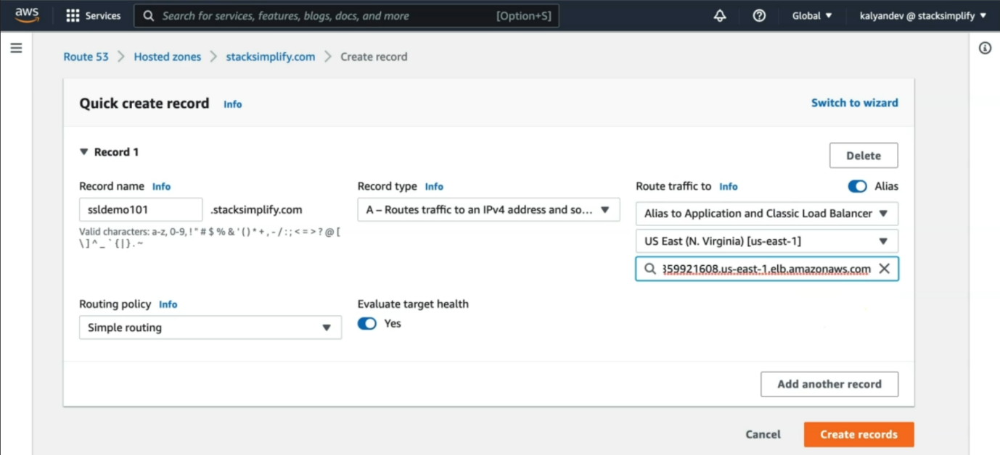 aws Services Search for services, features, blogs, docs, and more [Option+S] Global ▼ kalyandev @ stacksimplify ▼
Route 53 > Hosted zones > stacksimplify.com > Create record
Quick create record Info Switch to wizard
▼ Record 1
Delete
Record name Info Record type Info Route traffic to Info Alias
ssldemo101 .stacksimplify.com A – Routes traffic to an IPv4 address and so... ▼ Alias to Application and Classic Load Balancer ▼
Valid characters: a-z, 0-9, ! " # $ % & ' ( ) * + , - / : ; < = > ? @ [
\ ] ^ _ ` { | } . ~
US East (N. Virginia) [us-east-1] ▼
359921608.us-east-1.elb.amazonaws.com
Routing policy Info Evaluate target health
Simple routing ▼ Yes
Add another record
Cancel Create records